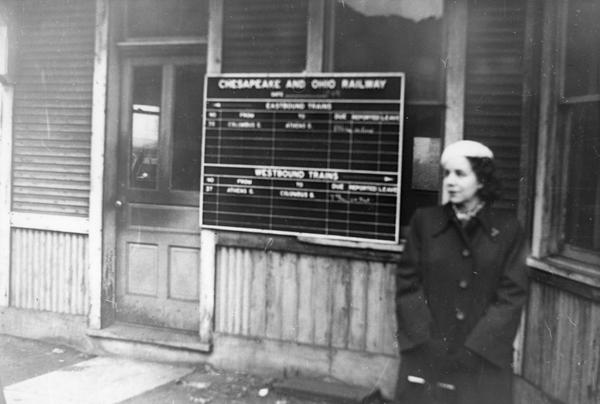 CHESAPEAKE AND OHIO RAILWAY
DATE
EASTBOUND TRAINS
NO FROM TO DUE REPORTED LEAVE
COLUMBUS O. ATHENS O.
WESTBOUND TRAINS
NO FROM TO DUE REPORTED LEAVE
37 ATHENS O. COLUMBUS O.